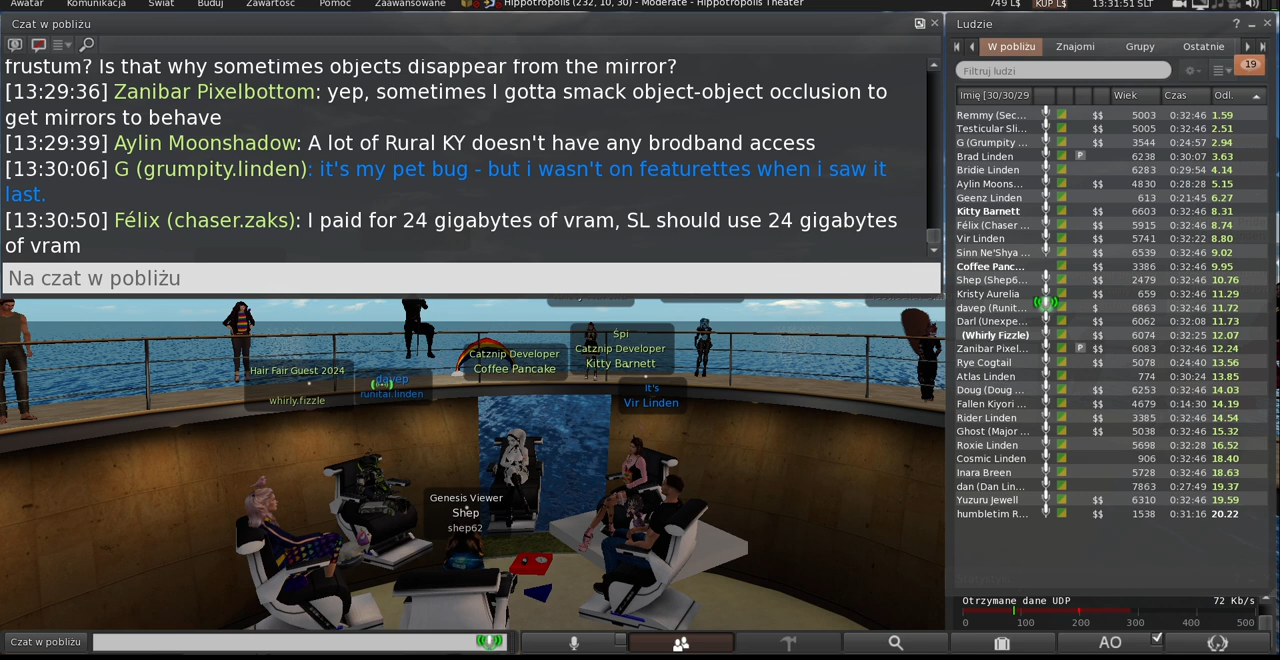 Awatar Komunikacja Świat Buduj Zawartość Pomoc Zaawansowane Hippotropolis (232, 10, 30) - Moderate - Hippotropolis Theater 749 L$ KUP L$ 13:31:51 SLT
Czat w pobliżu
frustum? Is that why sometimes objects disappear from the mirror?
[13:29:36] Zanibar Pixelbottom: yep, sometimes I gotta smack object-object occlusion to
get mirrors to behave
[13:29:39] Aylin Moonshadow: A lot of Rural KY doesn't have any brodband access
[13:30:06] G (grumpity.linden): it's my pet bug - but i wasn't on featurettes when i saw it
last.
[13:30:50] Félix (chaser.zaks): I paid for 24 gigabytes of vram, SL should use 24 gigabytes
of vram
Na czat w pobliżu
Hair Fair Guest 2024
whirly.fizzle
davep
runitai.linden
Catznip Developer
Coffee Pancake
Śpi
Catznip Developer
Kitty Barnett
It's
Vir Linden
Genesis Viewer
Shep
shep62
Czat w pobliżu
Ludzie ?
W pobliżu Znajomi Grupy Ostatnie
Filtruj ludzi 19
Imię [30/30/29 Wiek Czas Odl.
Remmy (Sec... $$ 5003 0:32:46 1.59
Testicular Sli... $$ 5005 0:32:46 2.51
G (Grumpity ... $$ 3544 0:24:57 2.94
Brad Linden P 6238 0:30:07 3.63
Bridie Linden 6283 0:29:54 4.14
Aylin Moons... $$ 4830 0:28:28 5.15
Geenz Linden 613 0:21:45 6.27
Kitty Barnett $$ 6603 0:32:46 8.31
Félix (Chaser ... $$ 5915 0:32:46 8.74
Vir Linden $$ 5741 0:32:22 8.80
Sinn Ne'Shya ... $$ 6539 0:32:46 9.02
Coffee Panc... $$ 3386 0:32:46 9.95
Shep (Shep6... $$ 2479 0:32:46 10.76
Kristy Aurelia $$ 659 0:32:46 11.29
davep (Runit... $ 6863 0:32:46 11.72
Darl (Unexpe... $$ 6062 0:32:08 11.73
(Whirly Fizzle) $$ 6074 0:32:25 12.07
Zanibar Pixel... P $$ 6083 0:32:46 12.24
Rye Cogtail $$ 5078 0:24:40 13.56
Atlas Linden 774 0:30:24 13.85
Doug (Doug ... $$ 6253 0:32:46 14.03
Fallen Kiyori ... $$ 4679 0:14:30 14.19
Rider Linden $$ 3385 0:32:46 14.54
Ghost (Major ... $$ 5038 0:32:46 15.32
Roxie Linden 5698 0:32:28 16.52
Cosmic Linden 906 0:32:46 18.40
Inara Breen 5728 0:32:46 18.63
dan (Dan Lin... 7863 0:27:49 19.37
Yuzuru Jewell $$ 6310 0:32:46 19.59
humbletim R... $$ 1538 0:31:16 20.22
Otrzymane dane UDP 72 Kb/s
0 100 200 300 400 500
AO